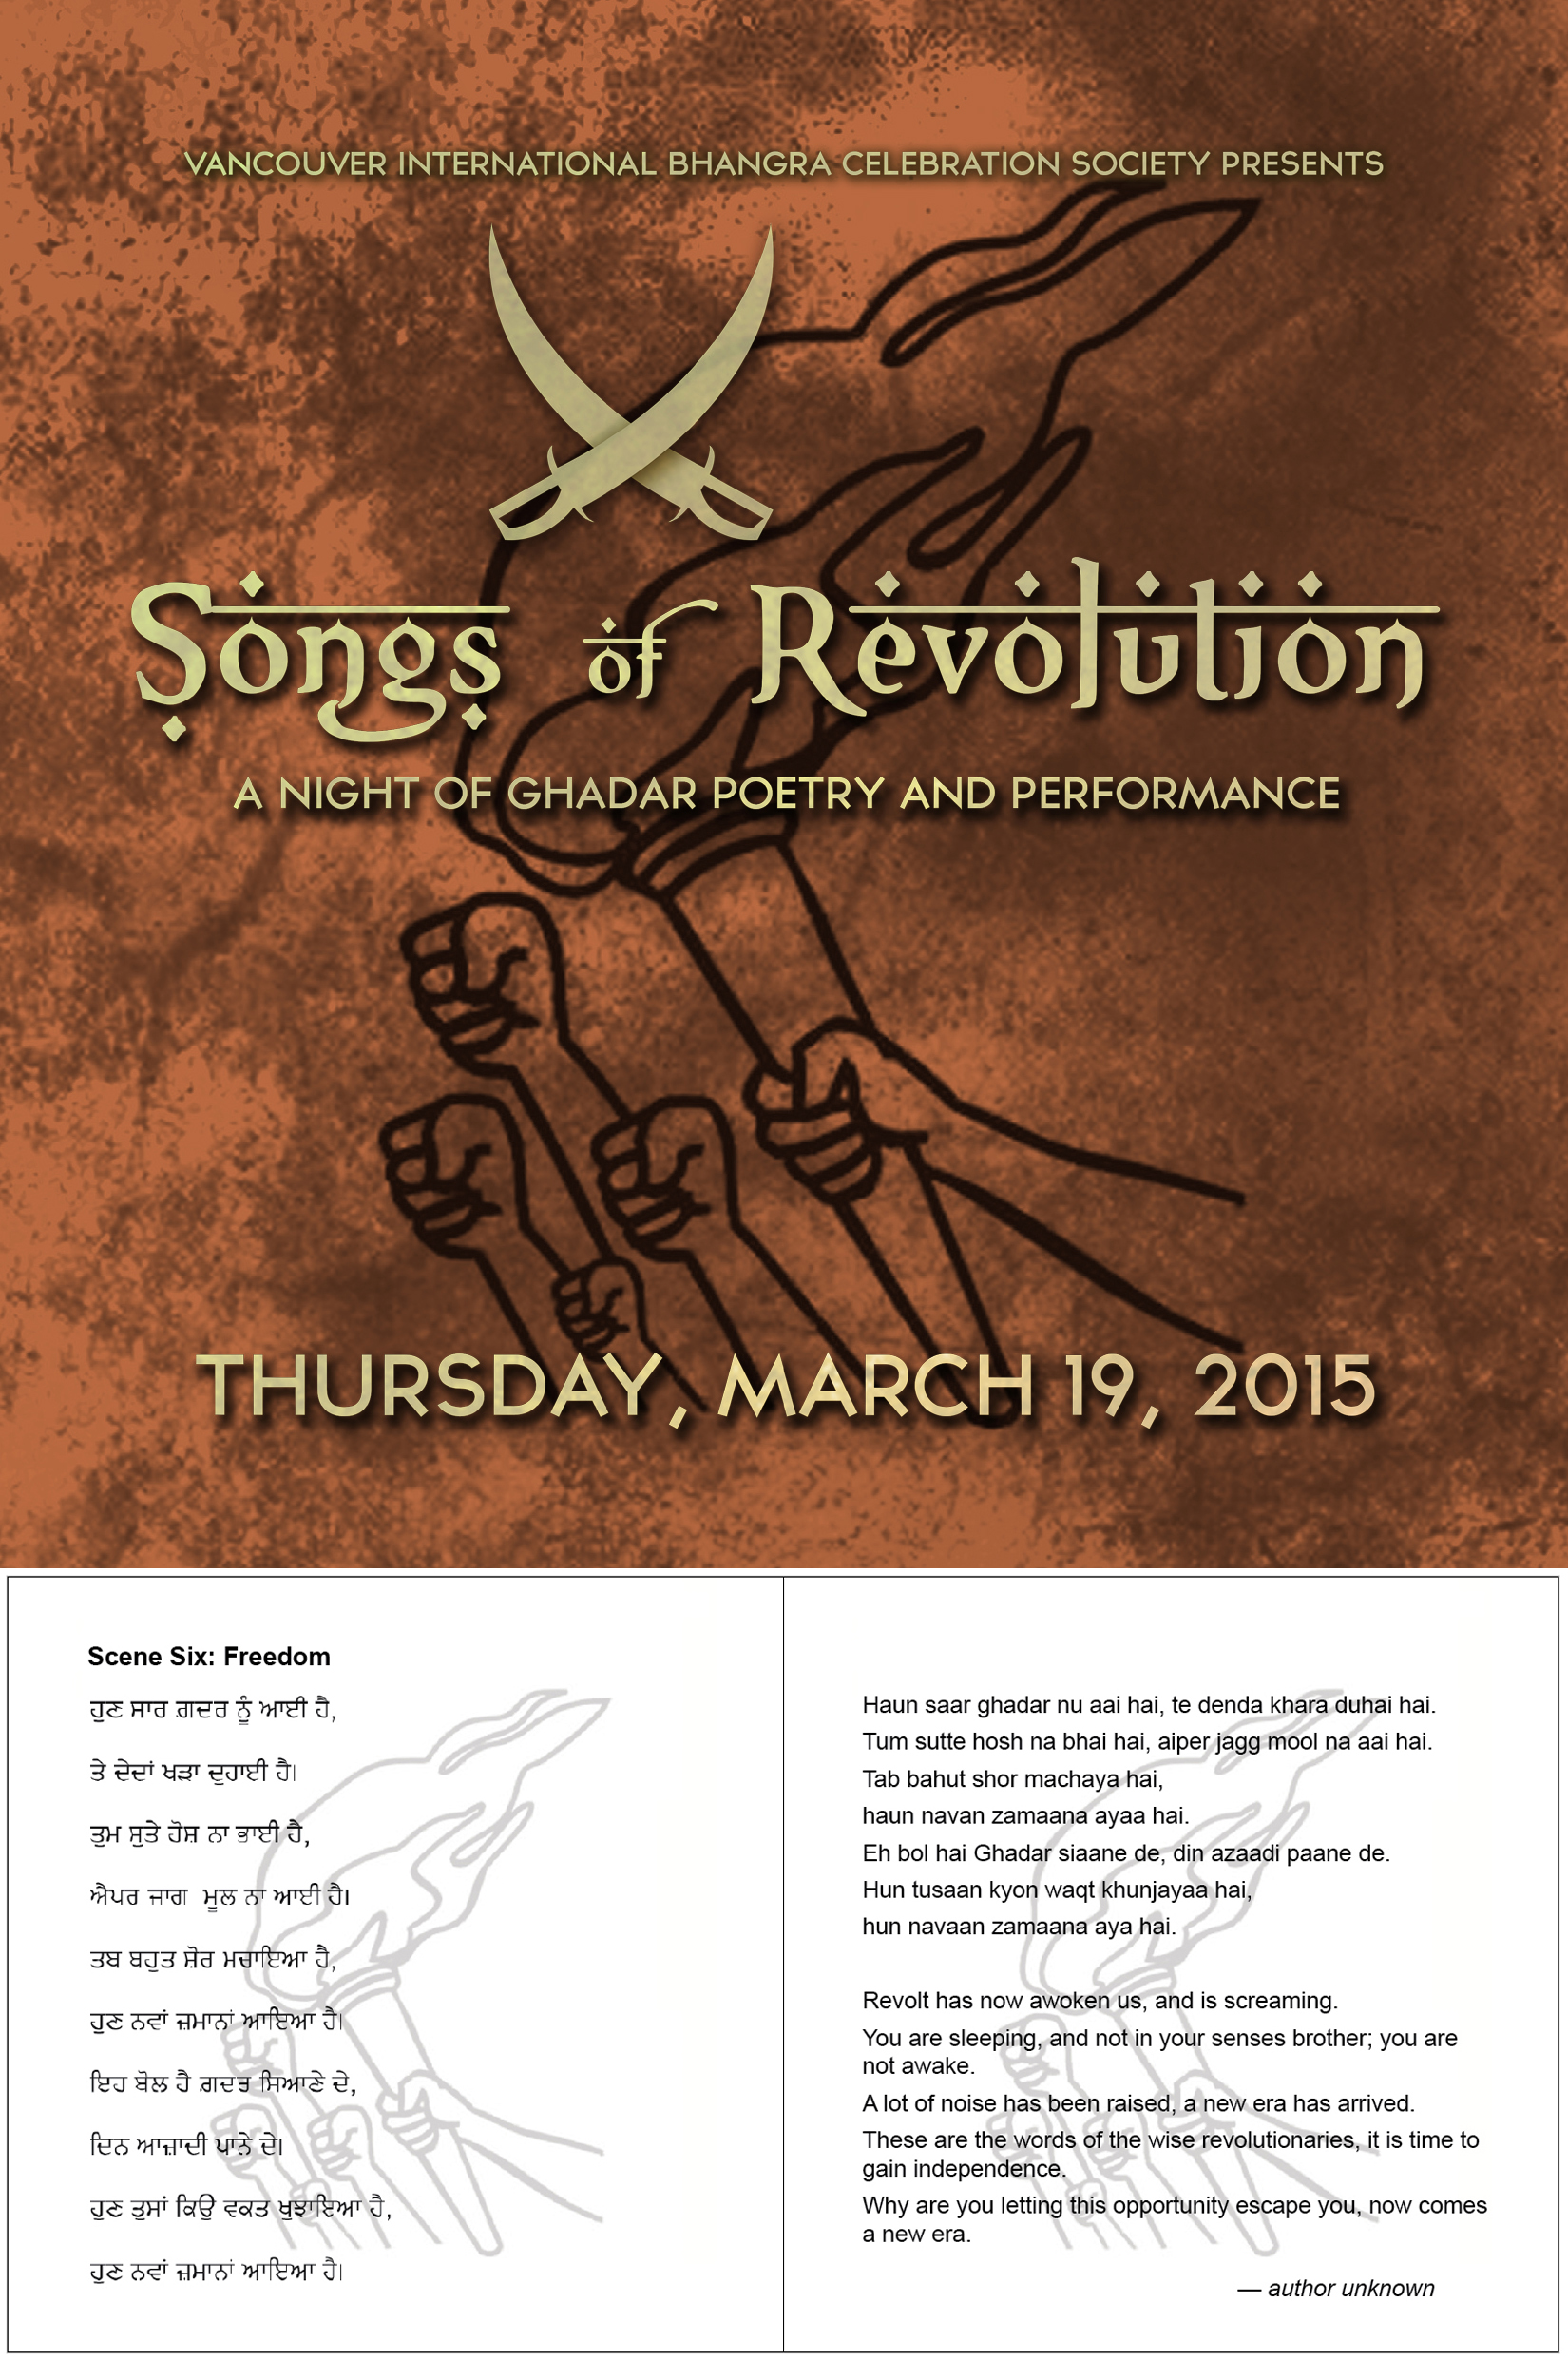 VANCOUVER INTERNATIONAL BHANGRA CELEBRATION SOCIETY PRESENTS
Songs of Revolution
A NIGHT OF GHADAR POETRY AND PERFORMANCE
THURSDAY, MARCH 19, 2015
Scene Six: Freedom
ਹੁਣ ਸਾਰ ਗ਼ਦਰ ਨੂੰ ਆਈ ਹੈ,
ਤੇ ਦੇਦਾਂ ਖੜਾ ਦੁਹਾਈ ਹੈ।
ਤੁਮ ਸੁਤੇ ਹੋਸ਼ ਨਾ ਭਾਈ ਹੈ,
ਐਪਰ ਜਾਗ ਮੂਲ ਨਾ ਆਈ ਹੈ।
ਤਬ ਬਹੁਤ ਸ਼ੋਰ ਮਚਾਇਆ ਹੈ,
ਹੁਣ ਨਵਾਂ ਜ਼ਮਾਨਾਂ ਆਇਆ ਹੈ।
ਇਹ ਬੋਲ ਹੈ ਗ਼ਦਰ ਸਿਆਣੇ ਦੇ,
ਦਿਨ ਆਜ਼ਾਦੀ ਪਾਨੇ ਦੇ।
ਹੁਣ ਤੁਸਾਂ ਕਿਉ ਵਕਤ ਖੁਝਾਇਆ ਹੈ,
ਹੁਣ ਨਵਾਂ ਜ਼ਮਾਨਾਂ ਆਇਆ ਹੈ।
Haun saar ghadar nu aai hai, te denda khara duhai hai.
Tum sutte hosh na bhai hai, aiper jagg mool na aai hai.
Tab bahut shor machaya hai,
haun navan zamaana ayaa hai.
Eh bol hai Ghadar siaane de, din azaadi paane de.
Hun tusaan kyon waqt khunjayaa hai,
hun navaan zamaana aya hai.
Revolt has now awoken us, and is screaming.
You are sleeping, and not in your senses brother; you are
not awake.
A lot of noise has been raised, a new era has arrived.
These are the words of the wise revolutionaries, it is time to
gain independence.
Why are you letting this opportunity escape you, now comes
a new era.
— author unknown